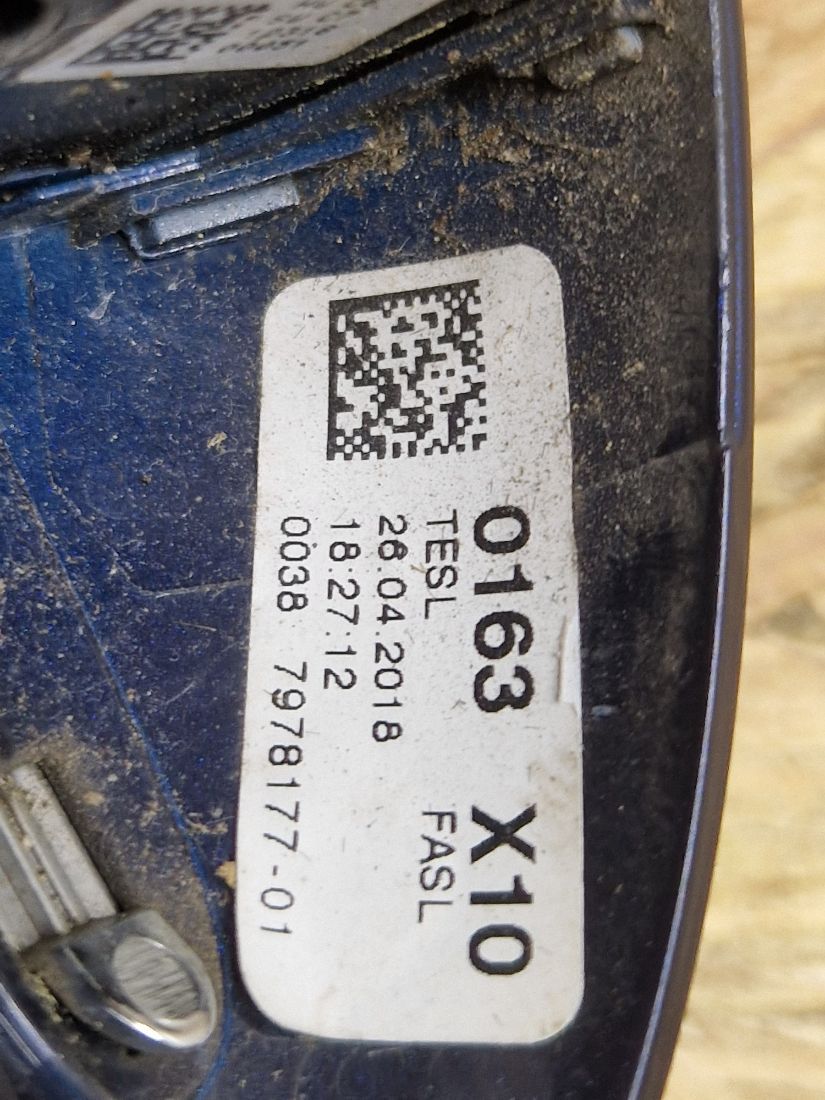 0163 X10
TESL FASL
26.04.2018
18:27:12
0038 7978177-01